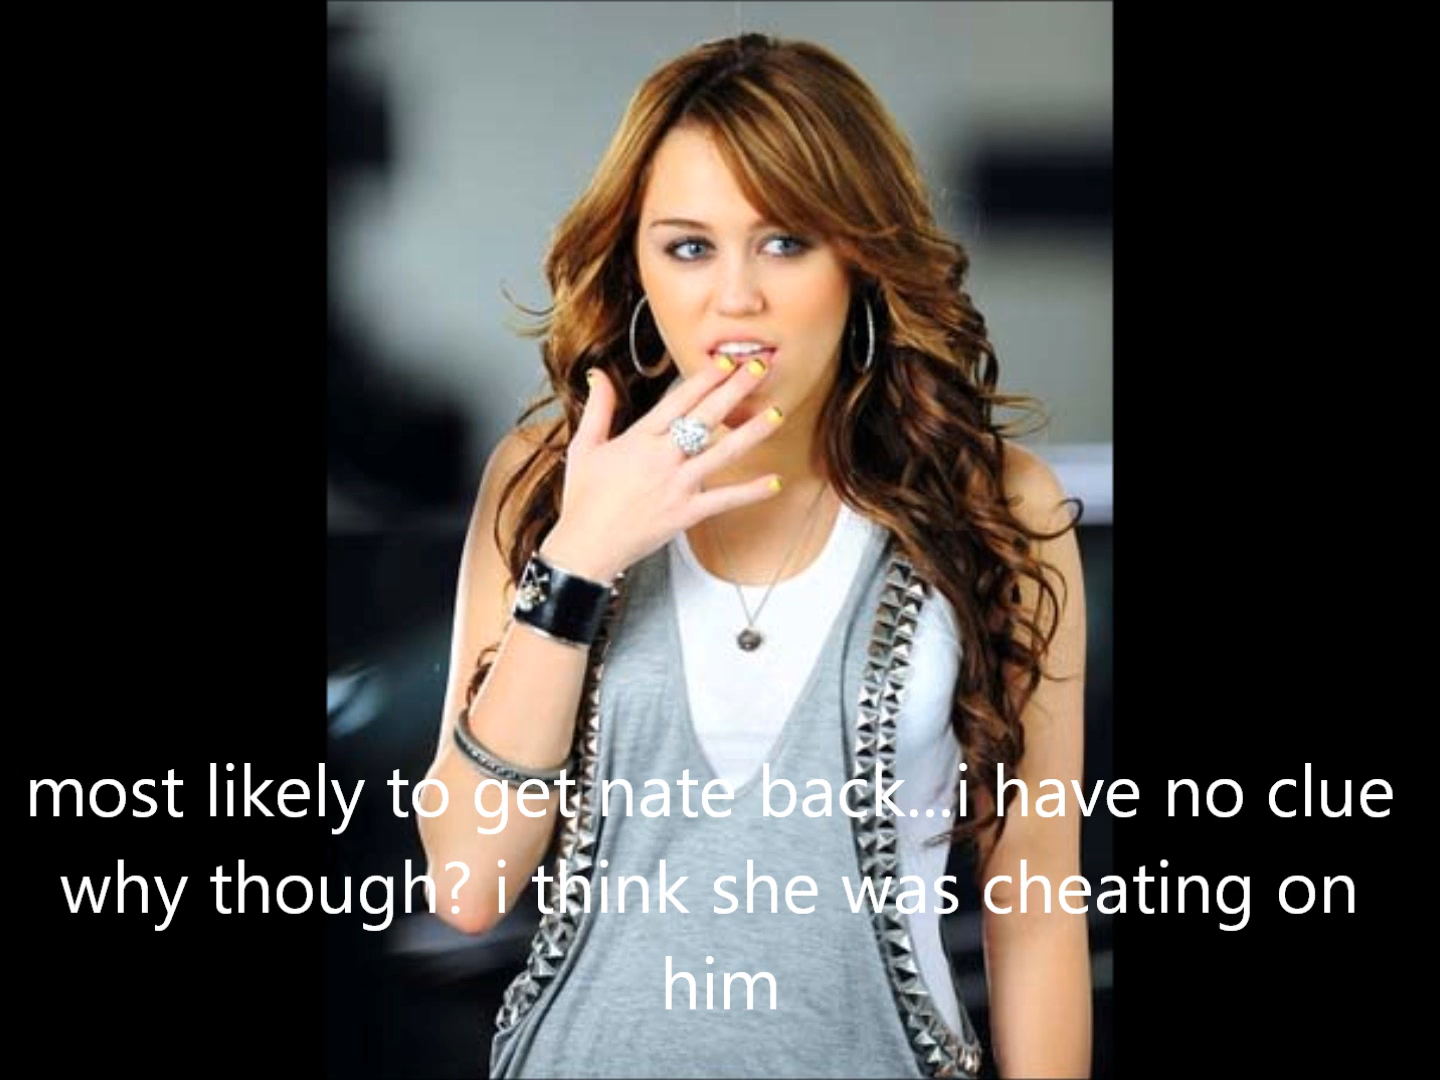 most likely to get nate back...i have no clue
why though? i think she was cheating on
him